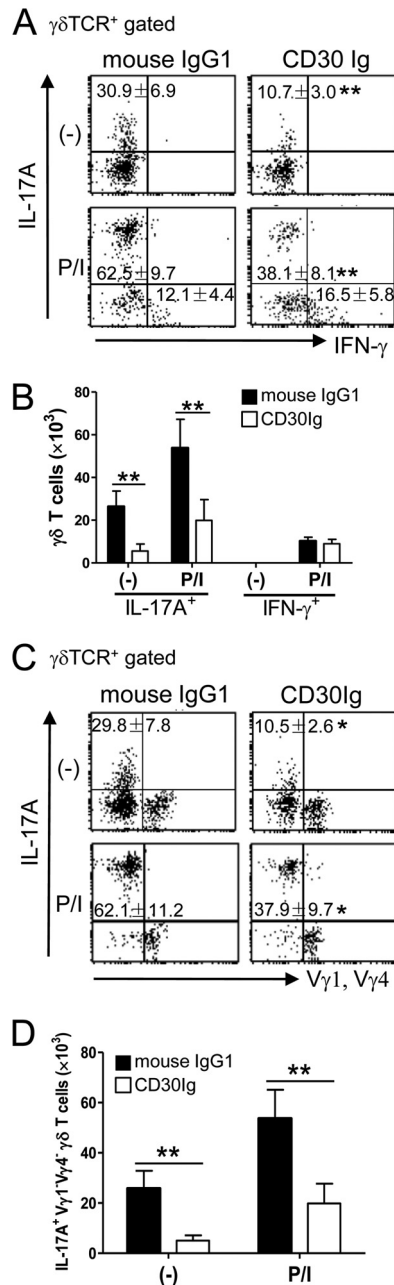 A
γδTCR⁺ gated
mouse IgG1
CD30 Ig
IL-17A
(-)
30.9±6.9
10.7±3.0**
P/I
62.5±9.7
38.1±8.1**
12.1±4.4
16.5±5.8
IFN-γ
B
γδ T cells (×10³)
80
60
40
20
0
**
**
mouse IgG1
CD30Ig
(-)
P/I
(-)
P/I
IL-17A⁺
IFN-γ⁺
C
γδTCR⁺ gated
mouse IgG1
CD30Ig
IL-17A
(-)
29.8±7.8
10.5±2.6*
P/I
62.1±11.2
37.9±9.7*
Vγ1, Vγ4
D
IL-17A⁺ Vγ1⁻Vγ4⁻ γδ T cells (×10³)
80
60
40
20
0
mouse IgG1
CD30Ig
**
**
(-)
P/I